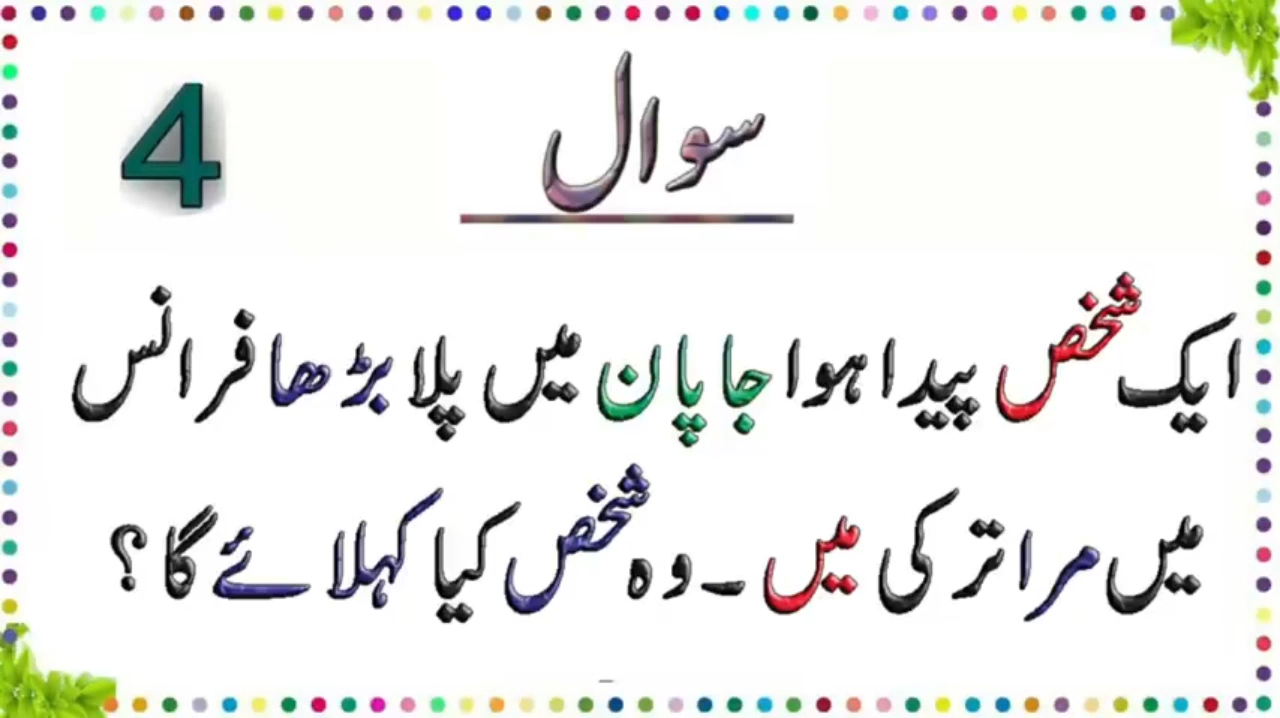 4
سوال
ایک شخص پیدا ہوا جاپان میں پلا بڑھا فرانس
میں مرا ترکی میں ۔ وہ شخص کیا کہلائے گا؟